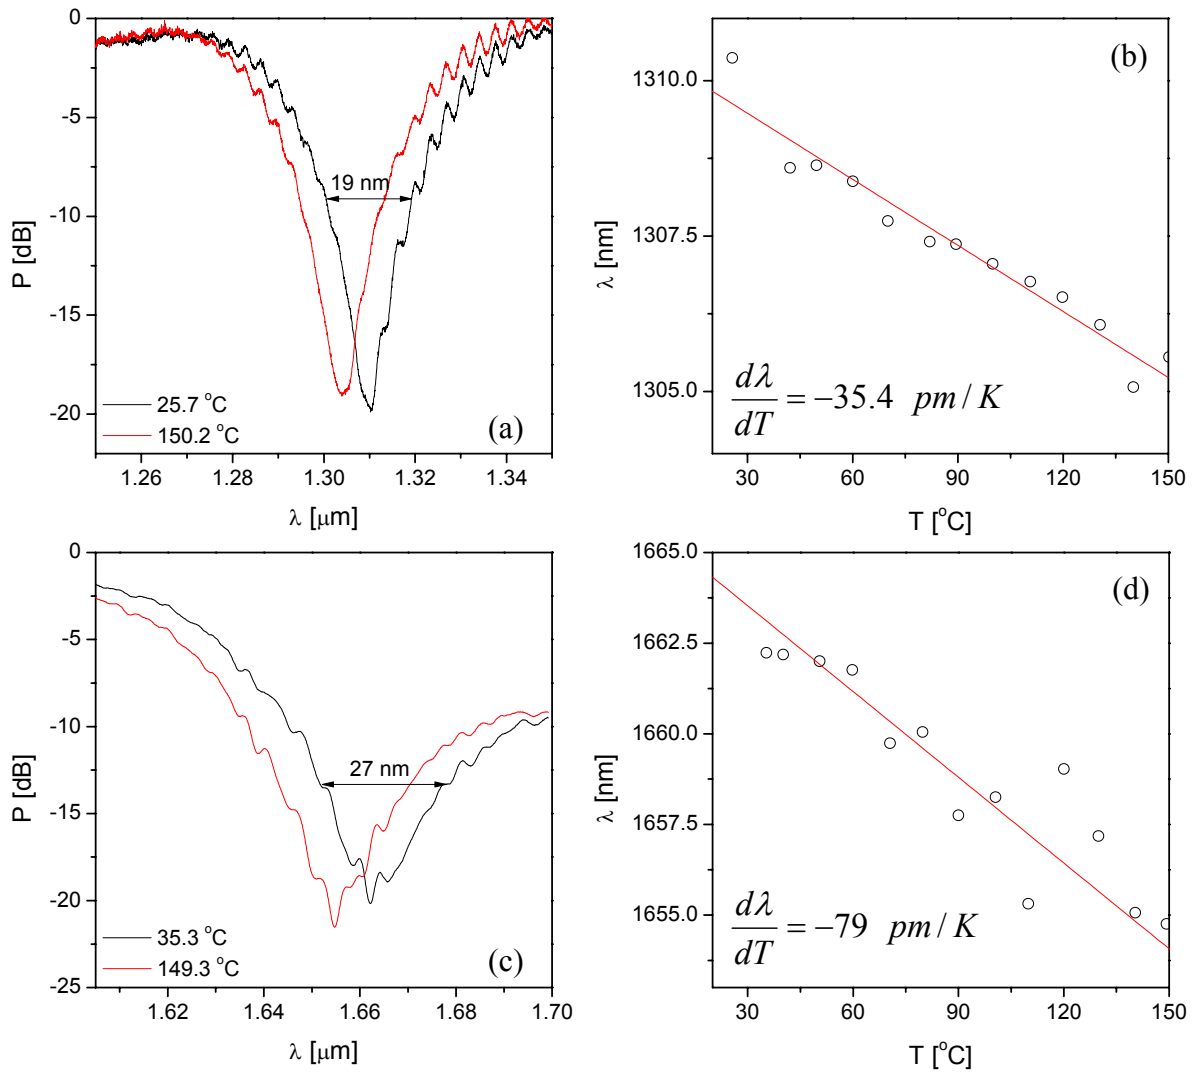 0
-5
-10
-15
-20
P [dB]
19 nm
25.7 °C
150.2 °C
(a)
1.26 1.28 1.30 1.32 1.34
λ [μm]
(b)
1310.0
1307.5
1305.0
λ [nm]
dλ/dT = −35.4 pm/K
30 60 90 120 150
T [°C]
0
-5
-10
-15
-20
-25
P [dB]
27 nm
35.3 °C
149.3 °C
(c)
1.62 1.64 1.66 1.68 1.70
λ [μm]
(d)
1665.0
1662.5
1660.0
1657.5
1655.0
λ [nm]
dλ/dT = −79 pm/K
30 60 90 120 150
T [°C]